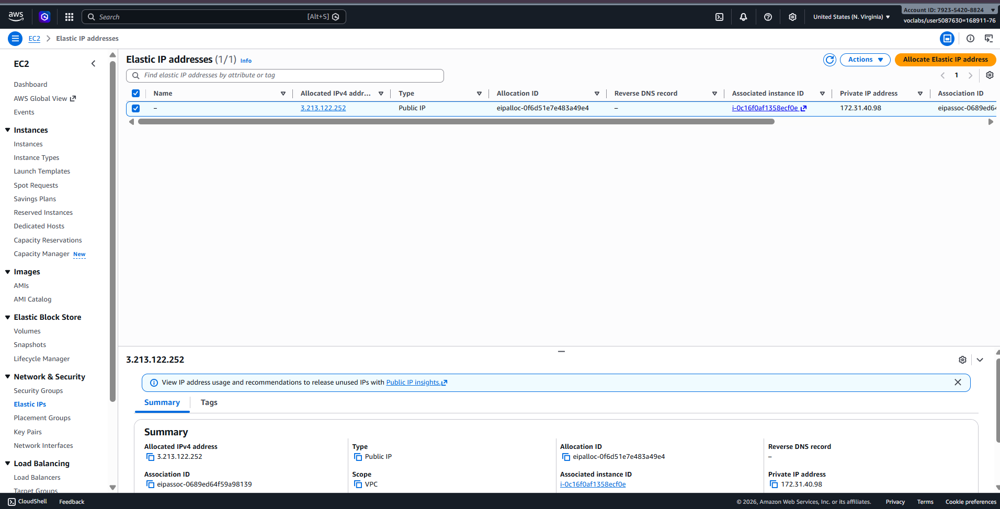 aws
Search [Alt+S]
United States (N. Virginia)
Account ID: 7923-5420-8824
voclabs/user5087630=168911-76
EC2 Elastic IP addresses
EC2
Dashboard
AWS Global View
Events
Instances
Instances
Instance Types
Launch Templates
Spot Requests
Savings Plans
Reserved Instances
Dedicated Hosts
Capacity Reservations
Capacity Manager New
Images
AMIs
AMI Catalog
Elastic Block Store
Volumes
Snapshots
Lifecycle Manager
Network & Security
Security Groups
Elastic IPs
Placement Groups
Key Pairs
Network Interfaces
Load Balancing
Load Balancers
Target Groups
Elastic IP addresses (1/1) Info
Actions
Allocate Elastic IP address
Find elastic IP addresses by attribute or tag
1
Name Allocated IPv4 addr... Type Allocation ID Reverse DNS record Associated instance ID Private IP address Association ID
– 3.213.122.252 Public IP eipalloc-0f6d51e7e483a49e4 – i-0c16f0af1358ecf0e 172.31.40.98 eipassoc-0689ed64
3.213.122.252
View IP address usage and recommendations to release unused IPs with Public IP insights.
Summary Tags
Summary
Allocated IPv4 address Type Allocation ID Reverse DNS record
3.213.122.252 Public IP eipalloc-0f6d51e7e483a49e4 –
Association ID Scope Associated instance ID Private IP address
eipassoc-0689ed64f59a98139 VPC i-0c16f0af1358ecf0e 172.31.40.98
CloudShell Feedback
© 2026, Amazon Web Services, Inc. or its affiliates. Privacy Terms Cookie preferences